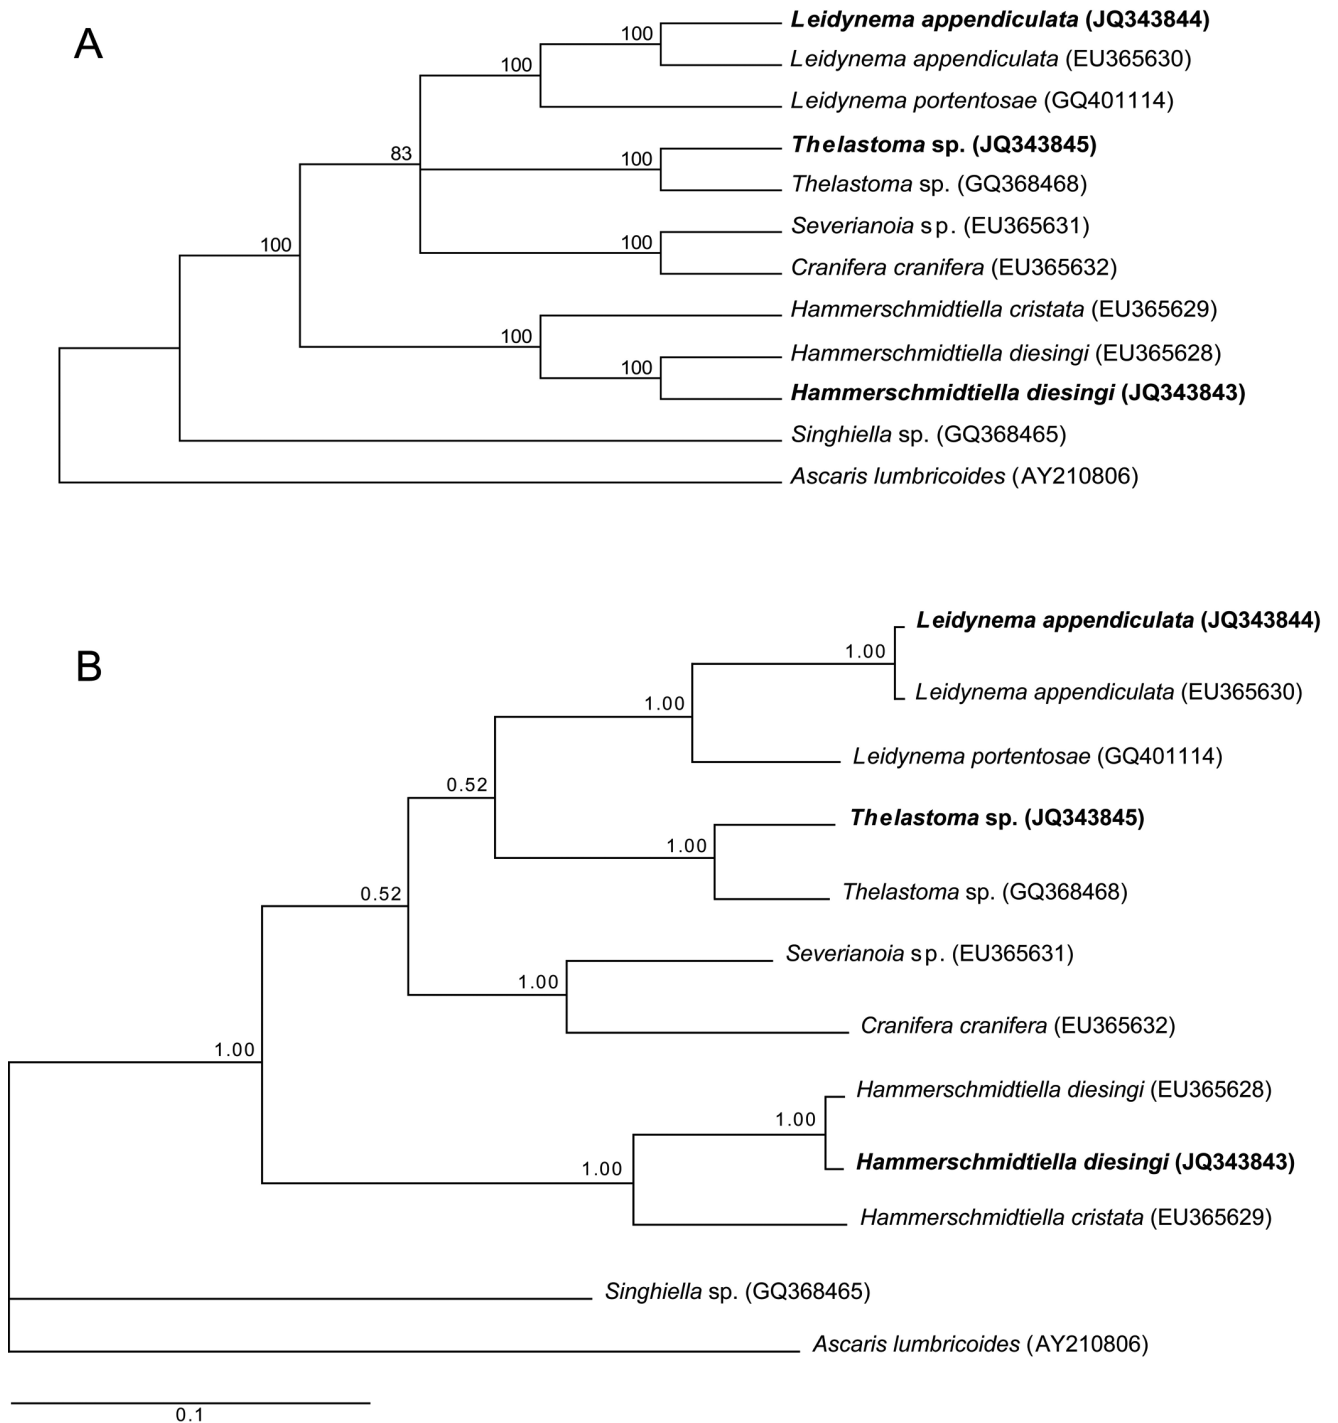 A
Leidynema appendiculata (JQ343844)
100
Leidynema appendiculata (EU365630)
100
Leidynema portentosae (GQ401114)
Thelastoma sp. (JQ343845)
83
100
Thelastoma sp. (GQ368468)
Severianoia sp. (EU365631)
100
100
Cranifera cranifera (EU365632)
Hammerschmidtiella cristata (EU365629)
100
Hammerschmidtiella diesingi (EU365628)
100
Hammerschmidtiella diesingi (JQ343843)
Singhiella sp. (GQ368465)
Ascaris lumbricoides (AY210806)
B
Leidynema appendiculata (JQ343844)
1.00
Leidynema appendiculata (EU365630)
1.00
Leidynema portentosae (GQ401114)
0.52
Thelastoma sp. (JQ343845)
1.00
Thelastoma sp. (GQ368468)
0.52
Severianoia sp. (EU365631)
1.00
Cranifera cranifera (EU365632)
1.00
Hammerschmidtiella diesingi (EU365628)
1.00
Hammerschmidtiella diesingi (JQ343843)
1.00
Hammerschmidtiella cristata (EU365629)
Singhiella sp. (GQ368465)
Ascaris lumbricoides (AY210806)
0.1